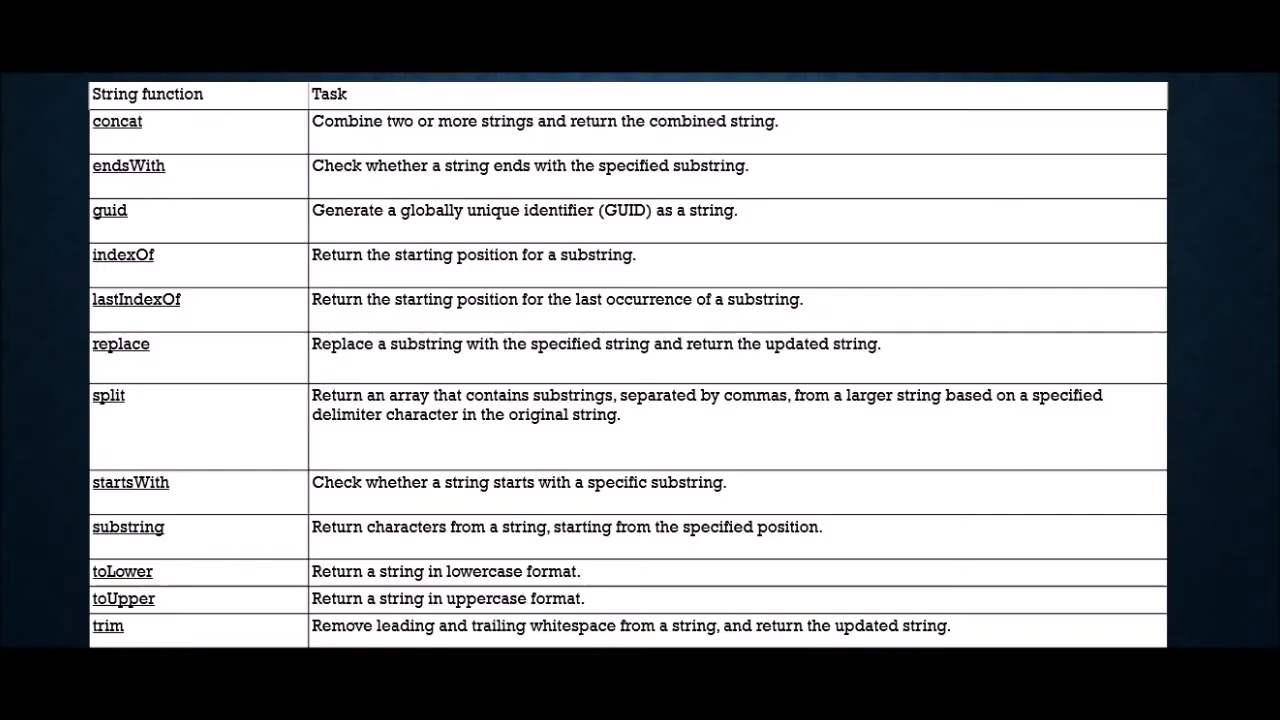 String function Task
concat Combine two or more strings and return the combined string.
endsWith Check whether a string ends with the specified substring.
guid Generate a globally unique identifier (GUID) as a string.
indexOf Return the starting position for a substring.
lastIndexOf Return the starting position for the last occurrence of a substring.
replace Replace a substring with the specified string and return the updated string.
split Return an array that contains substrings, separated by commas, from a larger string based on a specified
delimiter character in the original string.
startsWith Check whether a string starts with a specific substring.
substring Return characters from a string, starting from the specified position.
toLower Return a string in lowercase format.
toUpper Return a string in uppercase format.
trim Remove leading and trailing whitespace from a string, and return the updated string.